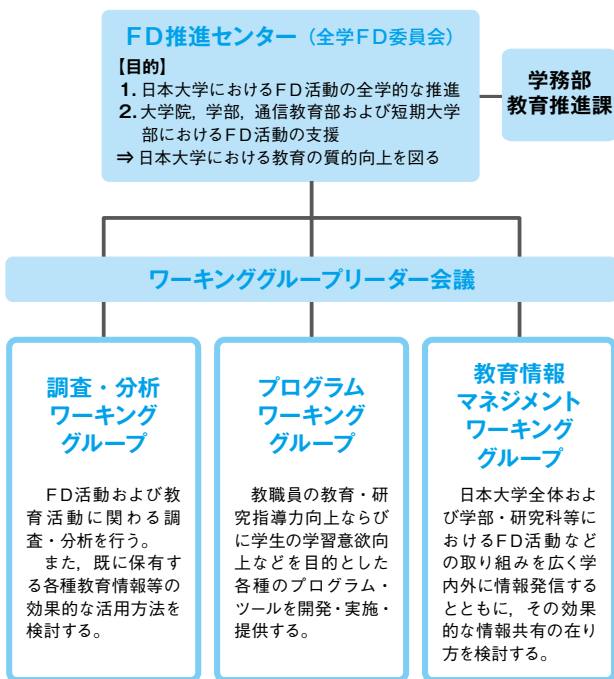 FD推進センター（全学FD委員会）
【目的】
1. 日本大学におけるFD活動の全学的な推進
2. 大学院，学部，通信教育部および短期大学
部におけるFD活動の支援
⇒ 日本大学における教育の質的向上を図る
学務部
教育推進課
ワーキンググループリーダー会議
調査・分析
ワーキング
グループ
FD活動および教
育活動に関わる調
査・分析を行う。
また，既に保有す
る各種教育情報等の
効果的な活用方法を
検討する。
プログラム
ワーキング
グループ
教職員の教育・研
究指導力向上ならび
に学生の学習意欲向
上などを目的とした
各種のプログラム・
ツールを開発・実施・
提供する。
教育情報
マネジメント
ワーキング
グループ
日本大学全体およ
び学部・研究科等に
おけるFD活動など
の取り組みを広く学
内外に情報発信する
とともに，その効果
的な情報共有の在り
方を検討する。